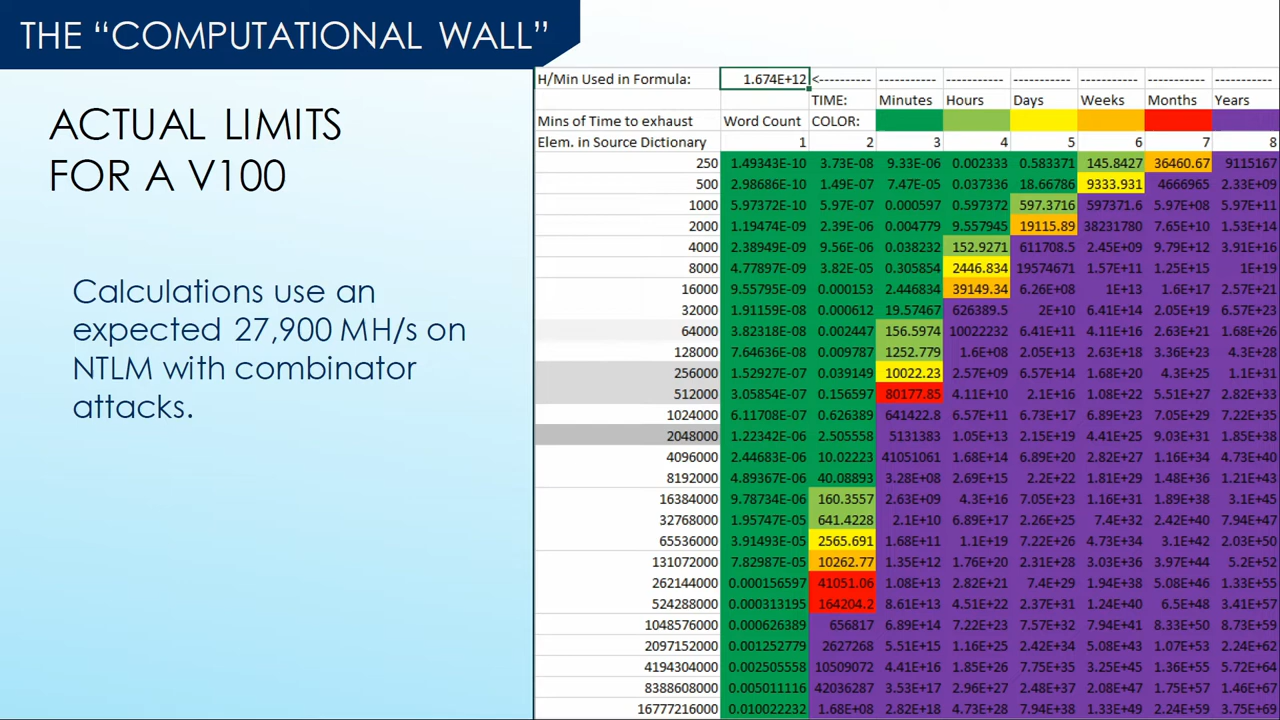 THE “COMPUTATIONAL WALL”
ACTUAL LIMITS
FOR A V100
Calculations use an
expected 27,900 MH/s on
NTLM with combinator
attacks.
H/Min Used in Formula: 1.674E+12 <----------- ----------- ----------- ----------- ----------- ----------- -----------
TIME: Minutes Hours Days Weeks Months Years
Mins of Time to exhaust Word Count COLOR:
Elem. in Source Dictionary 1 2 3 4 5 6 7 8
250 1.49343E-10 3.73E-08 9.33E-06 0.002333 0.583371 145.8427 36460.67 9115167
500 2.98686E-10 1.49E-07 7.47E-05 0.037336 18.66786 9333.931 4666965 2.33E+09
1000 5.97372E-10 5.97E-07 0.000597 0.597372 597.3716 597371.6 5.97E+08 5.97E+11
2000 1.19474E-09 2.39E-06 0.004779 9.557945 19115.89 38231780 7.65E+10 1.53E+14
4000 2.38949E-09 9.56E-06 0.038232 152.9271 611708.5 2.45E+09 9.79E+12 3.91E+16
8000 4.77897E-09 3.82E-05 0.305854 2446.834 19574671 1.57E+11 1.25E+15 1E+19
16000 9.55795E-09 0.000153 2.446834 39149.34 6.26E+08 1E+13 1.6E+17 2.57E+21
32000 1.91159E-08 0.000612 19.57467 626389.5 2E+10 6.41E+14 2.05E+19 6.57E+23
64000 3.82318E-08 0.002447 156.5974 10022232 6.41E+11 4.11E+16 2.63E+21 1.68E+26
128000 7.64636E-08 0.009787 1252.779 1.6E+08 2.05E+13 2.63E+18 3.36E+23 4.3E+28
256000 1.52927E-07 0.039149 10022.23 2.57E+09 6.57E+14 1.68E+20 4.3E+25 1.1E+31
512000 3.05854E-07 0.156597 80177.85 4.11E+10 2.1E+16 1.08E+22 5.51E+27 2.82E+33
1024000 6.11708E-07 0.626389 641422.8 6.57E+11 6.73E+17 6.89E+23 7.05E+29 7.22E+35
2048000 1.22342E-06 2.505558 5131383 1.05E+13 2.15E+19 4.41E+25 9.03E+31 1.85E+38
4096000 2.44683E-06 10.02223 41051061 1.68E+14 6.89E+20 2.82E+27 1.16E+34 4.73E+40
8192000 4.89367E-06 40.08893 3.28E+08 2.69E+15 2.2E+22 1.81E+29 1.48E+36 1.21E+43
16384000 9.78734E-06 160.3557 2.63E+09 4.3E+16 7.05E+23 1.16E+31 1.89E+38 3.1E+45
32768000 1.95747E-05 641.4228 2.1E+10 6.89E+17 2.26E+25 7.4E+32 2.42E+40 7.94E+47
65536000 3.91493E-05 2565.691 1.68E+11 1.1E+19 7.22E+26 4.73E+34 3.1E+42 2.03E+50
131072000 7.82987E-05 10262.77 1.35E+12 1.76E+20 2.31E+28 3.03E+36 3.97E+44 5.2E+52
262144000 0.000156597 41051.06 1.08E+13 2.82E+21 7.4E+29 1.94E+38 5.08E+46 1.33E+55
524288000 0.000313195 164204.2 8.61E+13 4.51E+22 2.37E+31 1.24E+40 6.5E+48 3.41E+57
1048576000 0.000626389 656817 6.89E+14 7.22E+23 7.57E+32 7.94E+41 8.33E+50 8.73E+59
2097152000 0.001252779 2627268 5.51E+15 1.16E+25 2.42E+34 5.08E+43 1.07E+53 2.24E+62
4194304000 0.002505558 10509072 4.41E+16 1.85E+26 7.75E+35 3.25E+45 1.36E+55 5.72E+64
8388608000 0.005011116 42036287 3.53E+17 2.96E+27 2.48E+37 2.08E+47 1.75E+57 1.46E+67
16777216000 0.010022232 1.68E+08 2.82E+18 4.73E+28 7.94E+38 1.33E+49 2.24E+59 3.75E+69